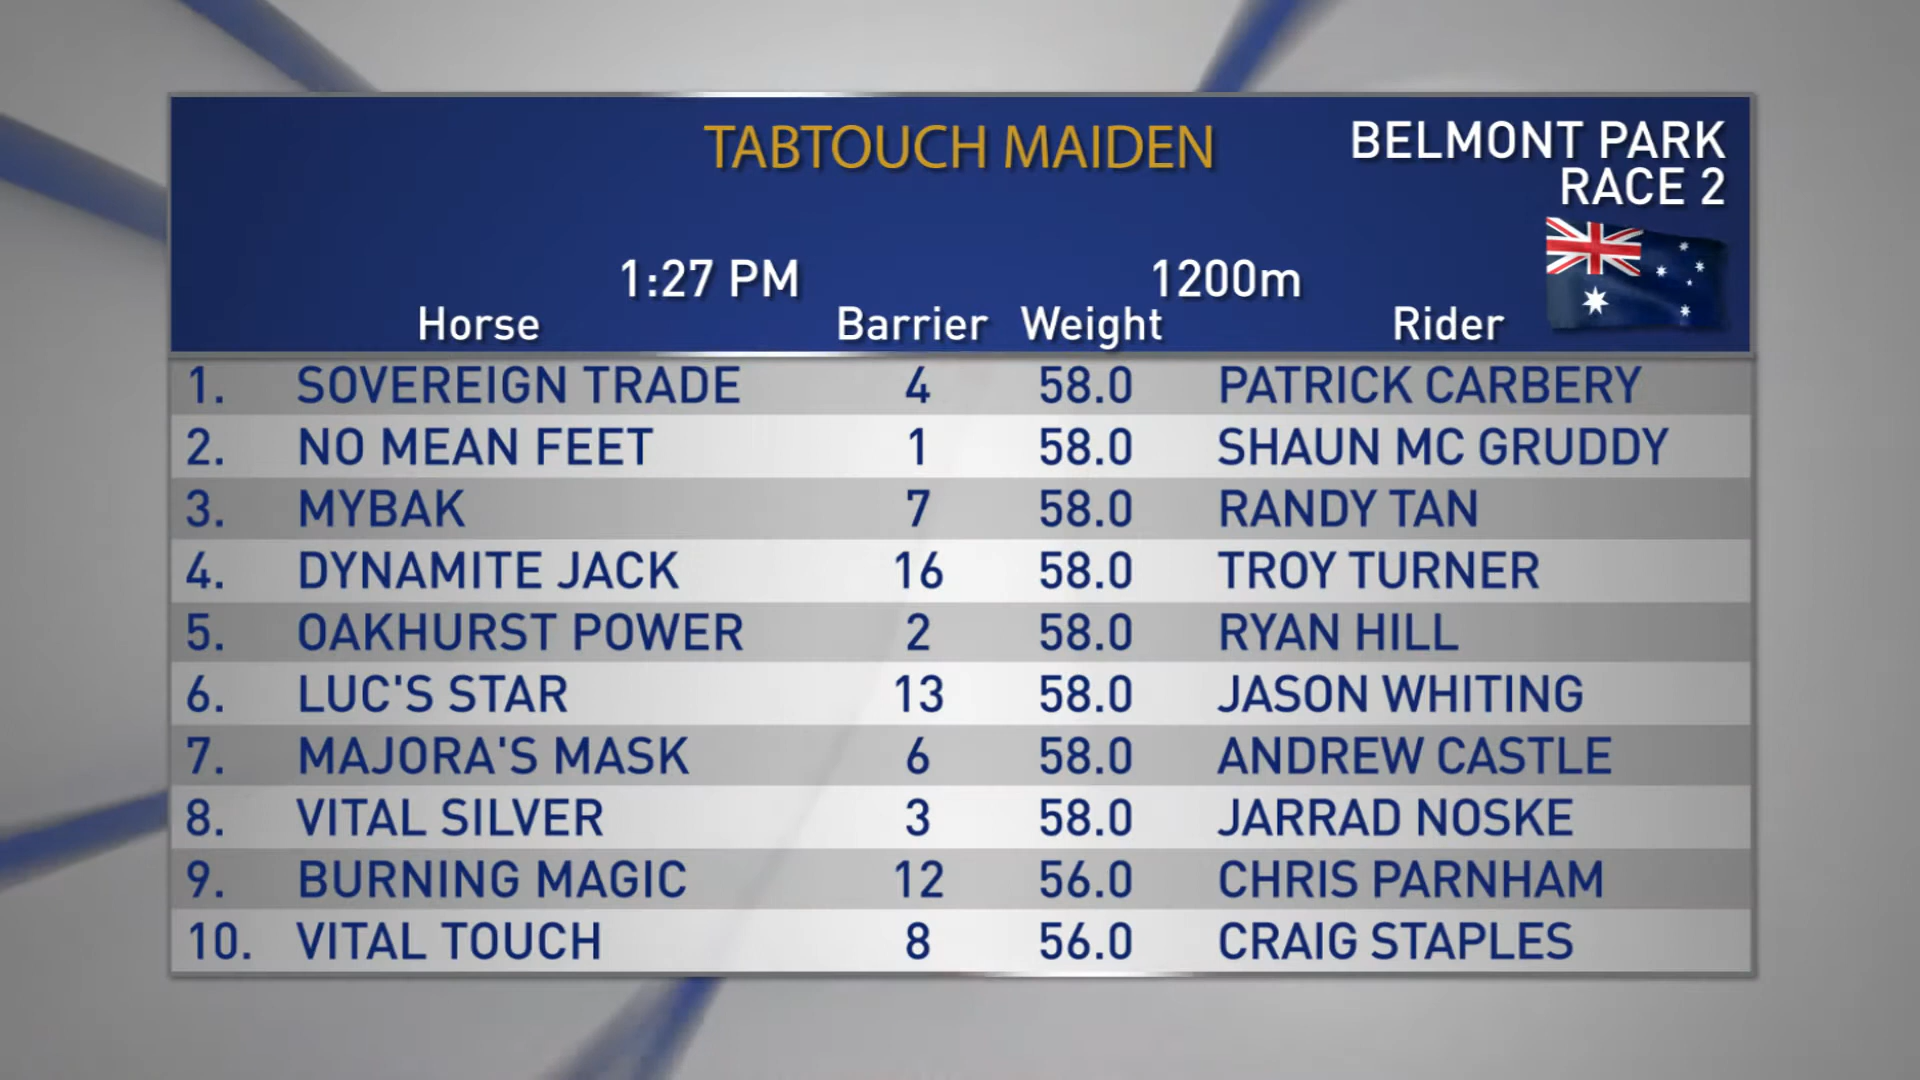 TABTOUCH MAIDEN
BELMONT PARK
RACE 2
1:27 PM 1200m
Horse Barrier Weight Rider
1. SOVEREIGN TRADE 4 58.0 PATRICK CARBERY
2. NO MEAN FEET 1 58.0 SHAUN MC GRUDDY
3. MYBAK 7 58.0 RANDY TAN
4. DYNAMITE JACK 16 58.0 TROY TURNER
5. OAKHURST POWER 2 58.0 RYAN HILL
6. LUC'S STAR 13 58.0 JASON WHITING
7. MAJORA'S MASK 6 58.0 ANDREW CASTLE
8. VITAL SILVER 3 58.0 JARRAD NOSKE
9. BURNING MAGIC 12 56.0 CHRIS PARNHAM
10. VITAL TOUCH 8 56.0 CRAIG STAPLES